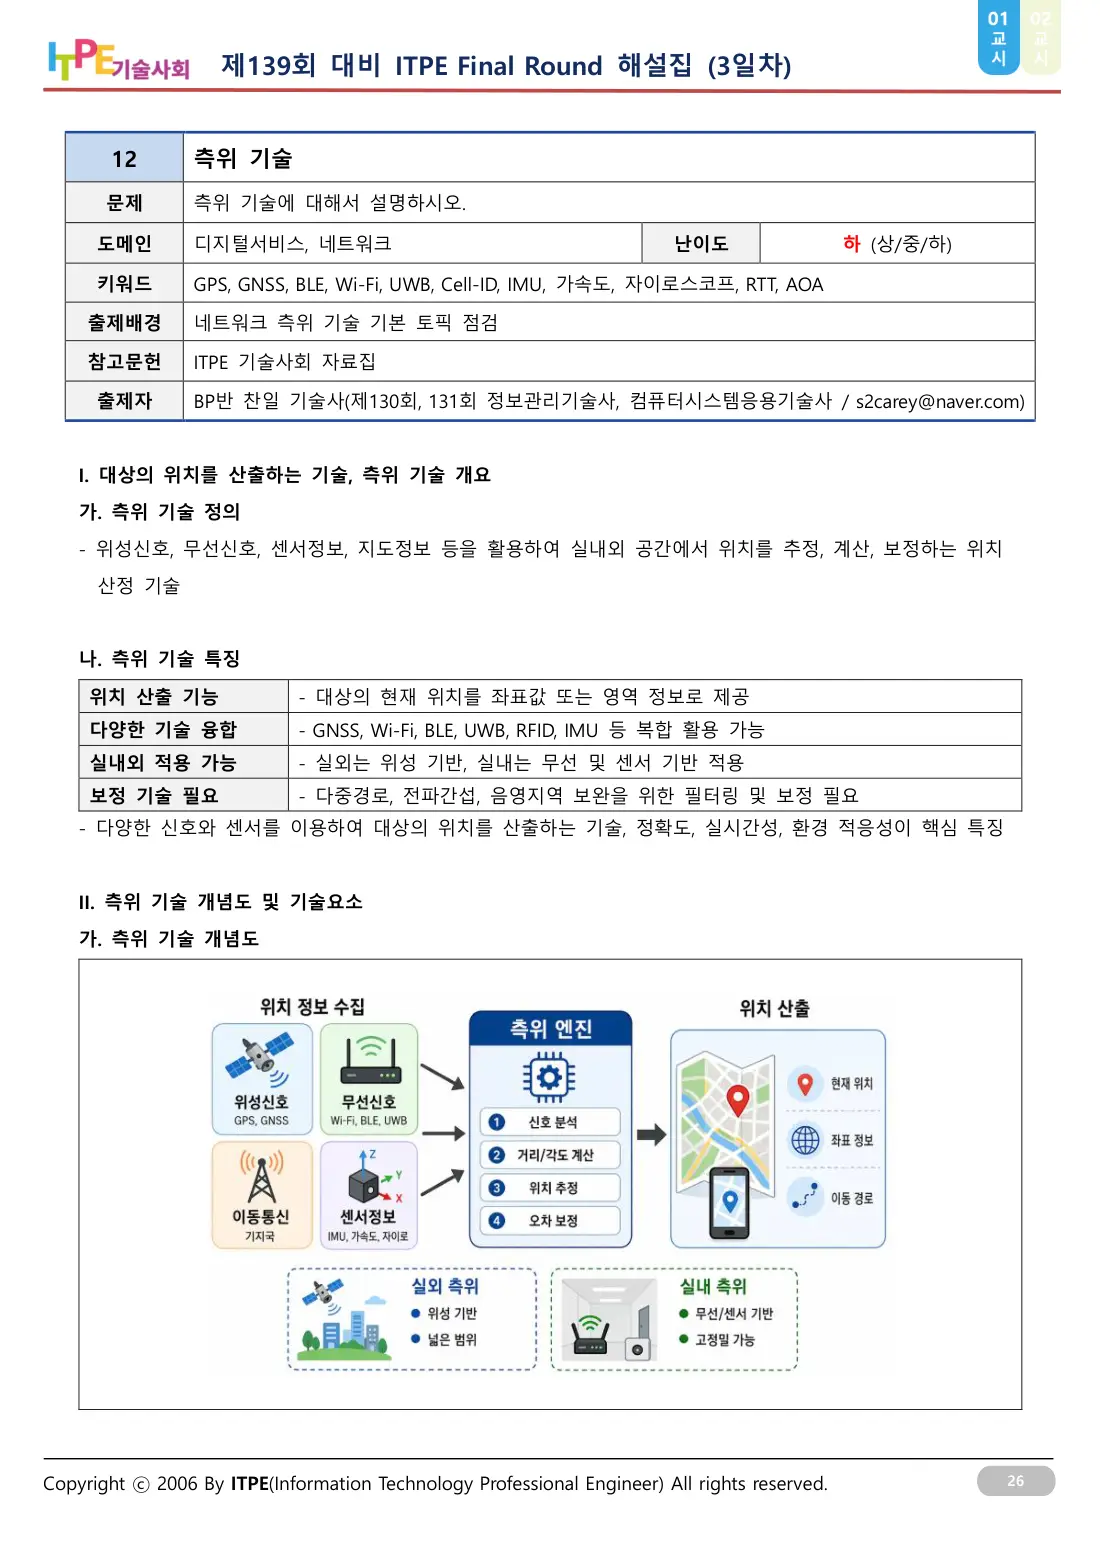 ITPE기술사회 제139회 대비 ITPE Final Round 해설집 (3일차)
01 교시
02 교시
12 측위 기술
문제 측위 기술에 대해서 설명하시오.
도메인 디지털서비스, 네트워크 난이도 하 (상/중/하)
키워드 GPS, GNSS, BLE, Wi-Fi, UWB, Cell-ID, IMU, 가속도, 자이로스코프, RTT, AOA
출제배경 네트워크 측위 기술 기본 토픽 점검
참고문헌 ITPE 기술사회 자료집
출제자 BP반 찬일 기술사(제130회, 131회 정보관리기술사, 컴퓨터시스템응용기술사 / s2carey@naver.com)
I. 대상의 위치를 산출하는 기술, 측위 기술 개요
가. 측위 기술 정의
- 위성신호, 무선신호, 센서정보, 지도정보 등을 활용하여 실내외 공간에서 위치를 추정, 계산, 보정하는 위치
산정 기술
나. 측위 기술 특징
위치 산출 기능 - 대상의 현재 위치를 좌표값 또는 영역 정보로 제공
다양한 기술 융합 - GNSS, Wi-Fi, BLE, UWB, RFID, IMU 등 복합 활용 가능
실내외 적용 가능 - 실외는 위성 기반, 실내는 무선 및 센서 기반 적용
보정 기술 필요 - 다중경로, 전파간섭, 음영지역 보완을 위한 필터링 및 보정 필요
- 다양한 신호와 센서를 이용하여 대상의 위치를 산출하는 기술, 정확도, 실시간성, 환경 적응성이 핵심 특징
II. 측위 기술 개념도 및 기술요소
가. 측위 기술 개념도
위치 정보 수집
위성신호
GPS, GNSS
무선신호
Wi-Fi, BLE, UWB
이동통신
기지국
Z
Y
X
센서정보
IMU, 가속도, 자이로
측위 엔진
1 신호 분석
2 거리/각도 계산
3 위치 추정
4 오차 보정
위치 산출
현재 위치
좌표 정보
이동 경로
실외 측위
● 위성 기반
● 넓은 범위
실내 측위
● 무선/센서 기반
● 고정밀 가능
Copyright ⓒ 2006 By ITPE(Information Technology Professional Engineer) All rights reserved.
26